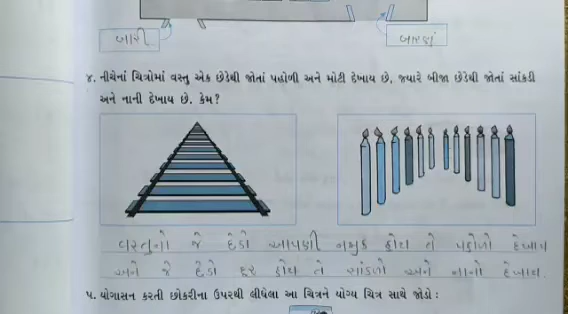 બારી
બારણું
૪. નીચેનાં ચિત્રોમાં વસ્તુ એક છેડેથી જોતાં પહોળી અને મોટી દેખાય છે, જ્યારે બીજા છેડેથી જોતાં સાંકડી
અને નાની દેખાય છે. કેમ?
વસ્તુનો જે છેડો આપણી નજીક હોય તે પહોળો દેખાય
અને જે છેડો દૂર હોય તે સાંકળો અને નાનો દેખાય.
૫. યોગાસન કરતી છોકરીના ઉપરથી લીધેલા આ ચિત્રને યોગ્ય ચિત્ર સાથે જોડો :